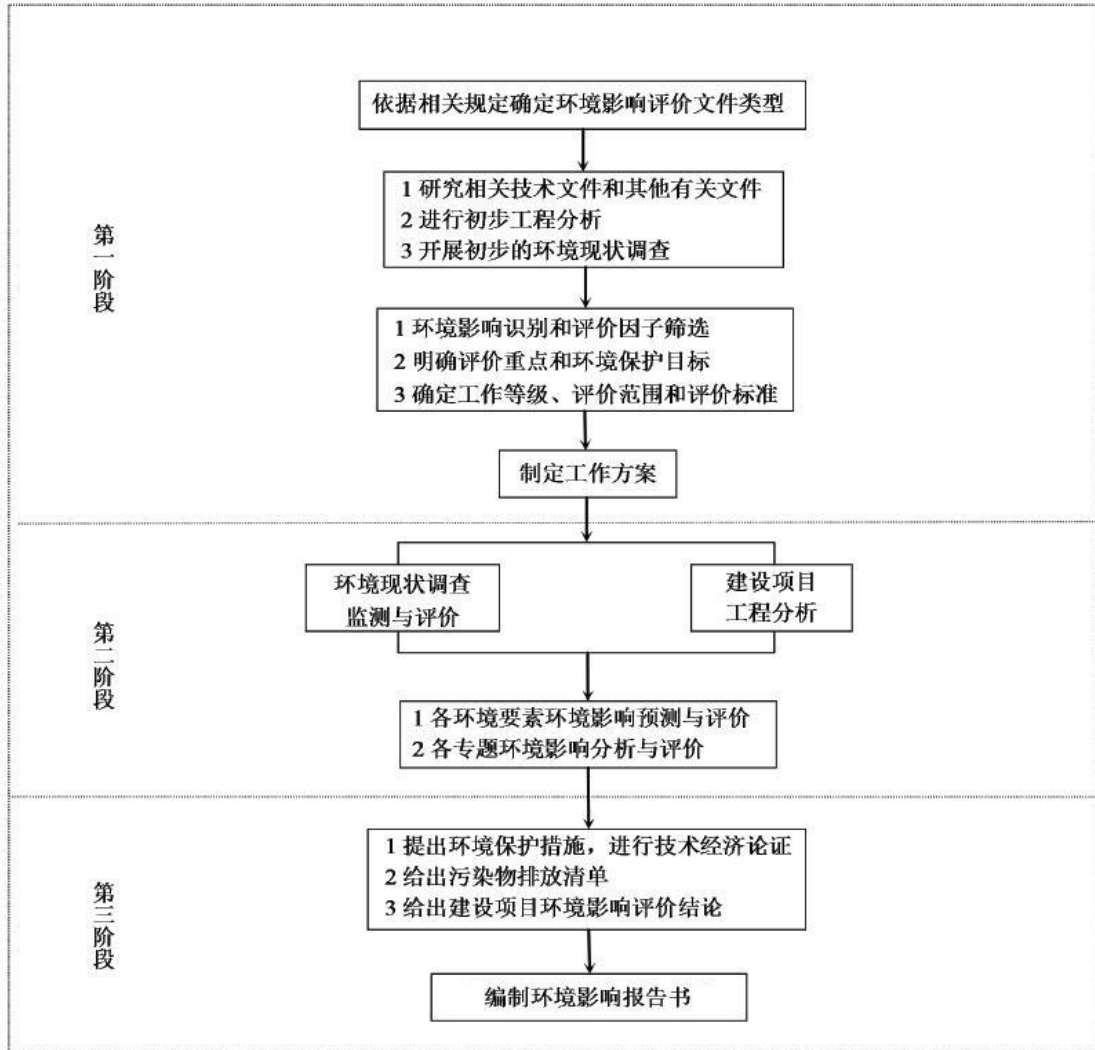 依据相关规定确定环境影响评价文件类型
1 研究相关技术文件和其他有关文件
2 进行初步工程分析
3 开展初步的环境现状调查
第一阶段
1 环境影响识别和评价因子筛选
2 明确评价重点和环境保护目标
3 确定工作等级、评价范围和评价标准
制定工作方案
环境现状调查
监测与评价
建设项目
工程分析
第二阶段
1 各环境要素环境影响预测与评价
2 各专题环境影响分析与评价
1 提出环境保护措施，进行技术经济论证
2 给出污染物排放清单
3 给出建设项目环境影响评价结论
第三阶段
编制环境影响报告书